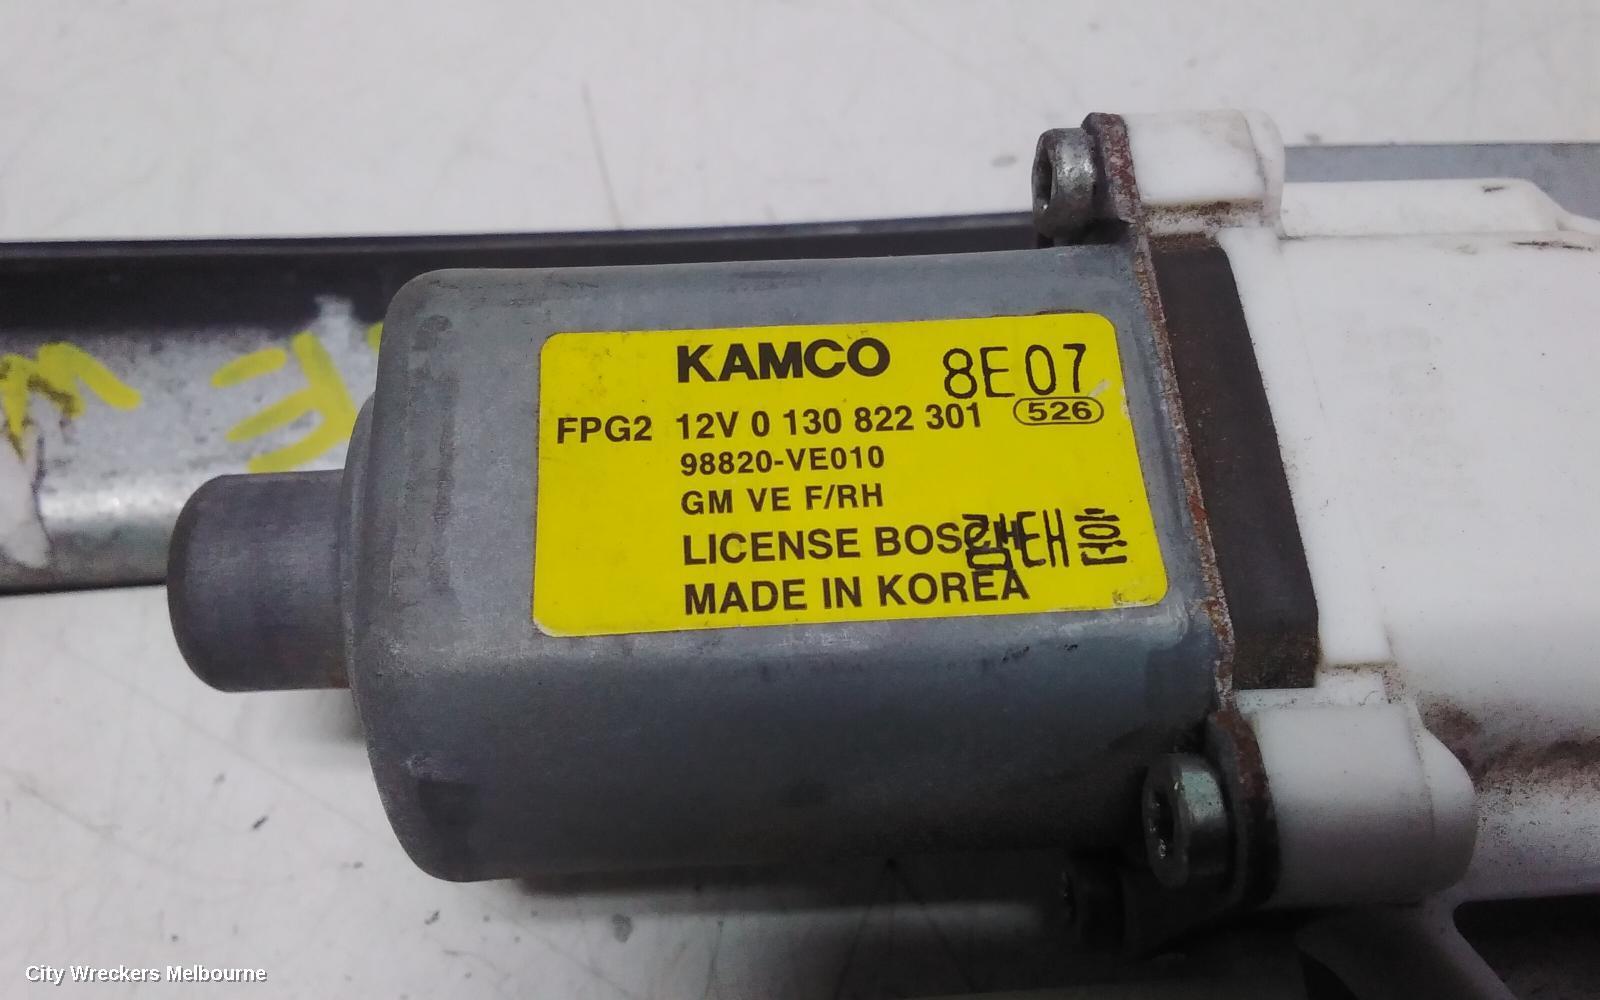 KAMCO 8E07
FPG2 12V 0 130 822 301 526
98820-VE010
GM VE F/RH
LICENSE BOSCH
MADE IN KOREA
City Wreckers Melbourne